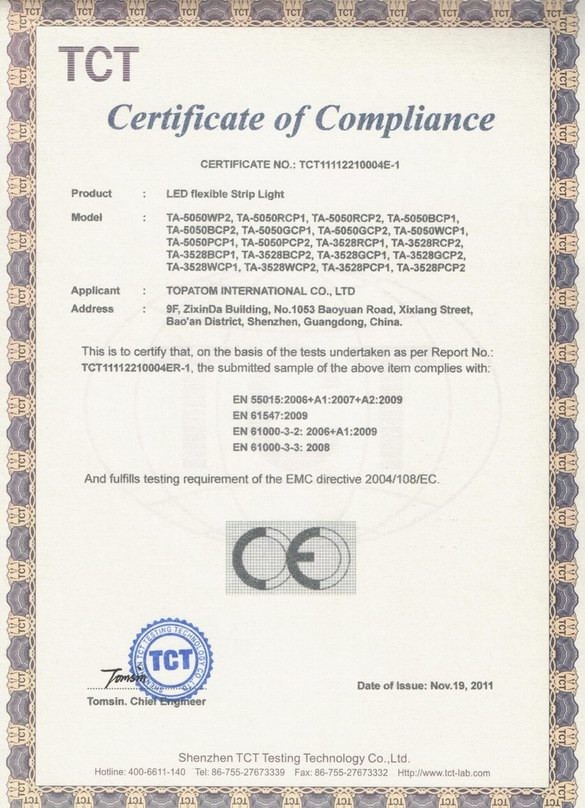 TCT
Certificate of Compliance
CERTIFICATE NO.: TCT11112210004E-1
Product : LED flexible Strip Light
Model : TA-5050WP2, TA-5050RCP1, TA-5050RCP2, TA-5050BCP1,
TA-5050BCP2, TA-5050GCP1, TA-5050GCP2, TA-5050WCP1,
TA-5050PCP1, TA-5050PCP2, TA-3528RCP1, TA-3528RCP2,
TA-3528BCP1, TA-3528BCP2, TA-3528GCP1, TA-3528GCP2,
TA-3528WCP1, TA-3528WCP2, TA-3528PCP1, TA-3528PCP2
Applicant : TOPATOM INTERNATIONAL CO., LTD
Address : 9F, ZixinDa Building, No.1053 Baoyuan Road, Xixiang Street,
Bao'an District, Shenzhen, Guangdong, China.
This is to certify that, on the basis of the tests undertaken as per Report No.:
TCT11112210004ER-1, the submitted sample of the above item complies with:
EN 55015:2006+A1:2007+A2:2009
EN 61547:2009
EN 61000-3-2: 2006+A1:2009
EN 61000-3-3: 2008
And fulfills testing requirement of the EMC directive 2004/108/EC.
CE
SHENZHEN TCT TESTING TECHNOLOGY CO.,LTD
TCT
Tomsin
Tomsin. Chief Engineer
Date of Issue: Nov.19, 2011
Shenzhen TCT Testing Technology Co.,Ltd.
Hotline: 400-6611-140 Tel: 86-755-27673339 Fax: 86-755-27673332 Http://www.tct-lab.com